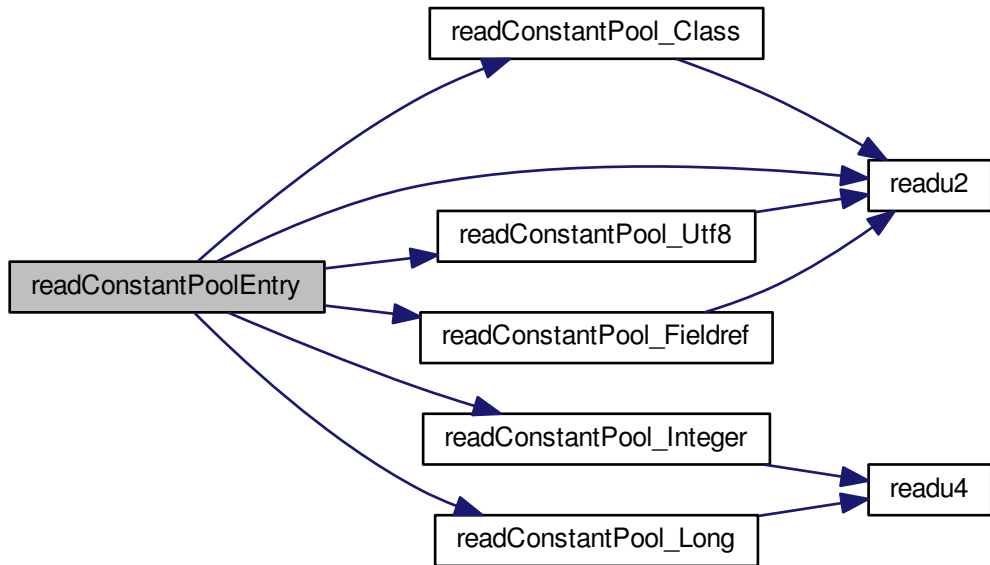 readConstantPool_Class
readu2
readConstantPool_Utf8
readConstantPoolEntry
readConstantPool_Fieldref
readConstantPool_Integer
readu4
readConstantPool_Long